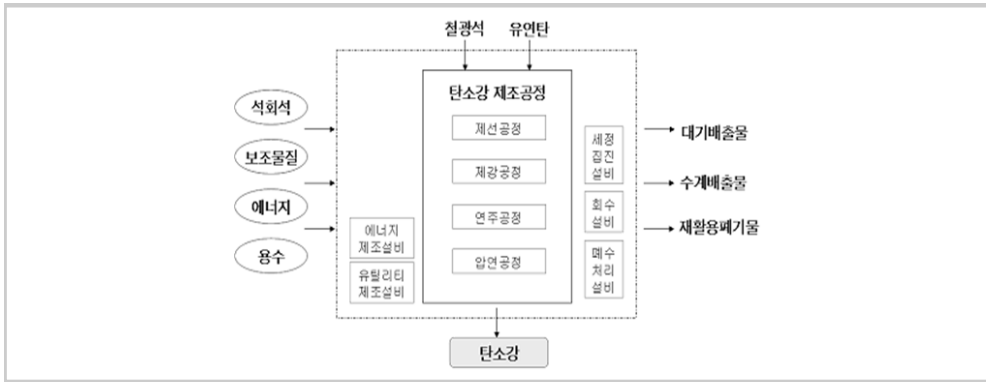 철광석 유연탄
탄소강 제조공정
제선공정
제강공정
연주공정
압연공정
석회석
보조물질
에너지
용수
에너지
제조설비
유틸리티
제조설비
세정
집진
설비
회수
설비
폐수
처리
설비
대기배출물
수계배출물
재활용폐기물
탄소강